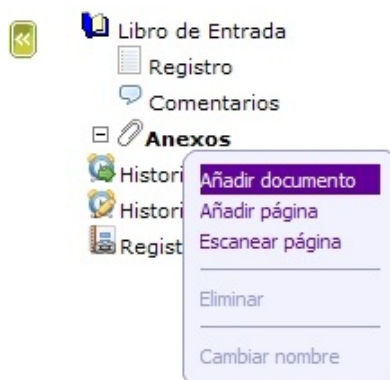 Libro de Entrada
Registro
Comentarios
Anexos
Histori
Añadir documento
Histori
Añadir página
Regist
Escanear página
Eliminar
Cambiar nombre